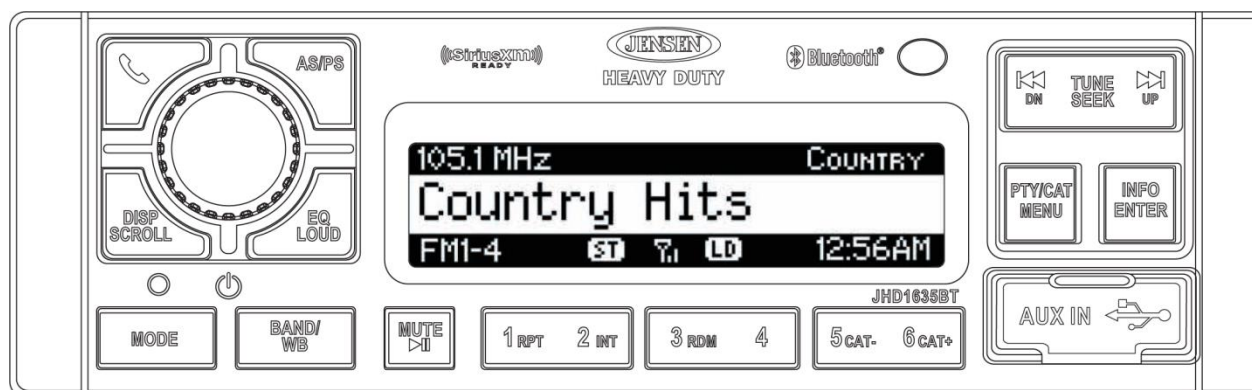 ((SiriusXM))
READY
JENSEN
HEAVY DUTY
Bluetooth®
AS/PS
DISP
SCROLL
EQ
LOUD
105.1 MHz COUNTRY
Country Hits
FM1-4 ST LD 12:56AM
JHD1635BT
TUNE
SEEK
DN
UP
PTY/CAT
MENU
INFO
ENTER
AUX IN
MODE
BAND/
WB
MUTE
1 RPT 2 INT
3 RDM 4
5 CAT- 6 CAT+